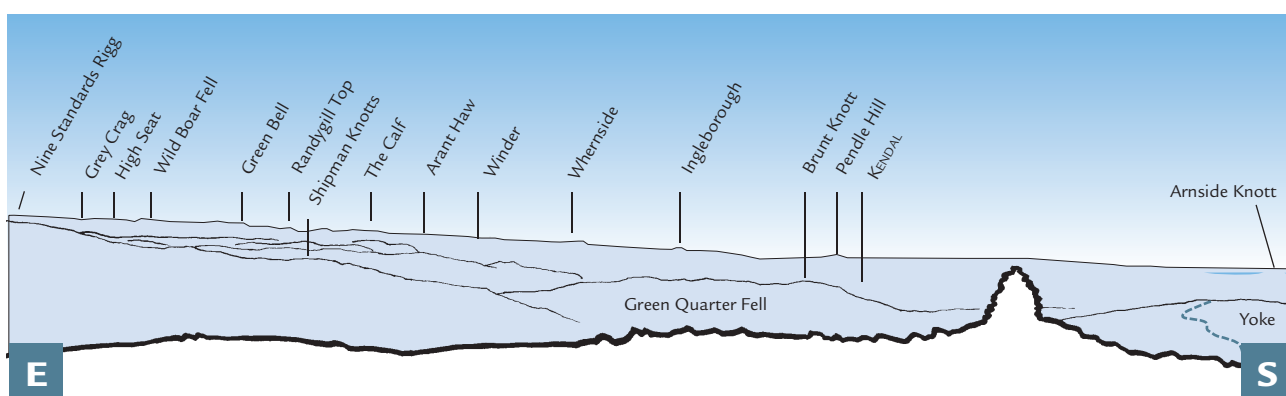 Nine Standards Rigg
Grey Crag
High Seat
Wild Boar Fell
Green Bell
Randygill Top
Shipman Knotts
The Calf
Arant Haw
Winder
Whernside
Ingleborough
Brunt Knott
Pendle Hill
KENDAL
Arnside Knott
Green Quarter Fell
Yoke
E
S